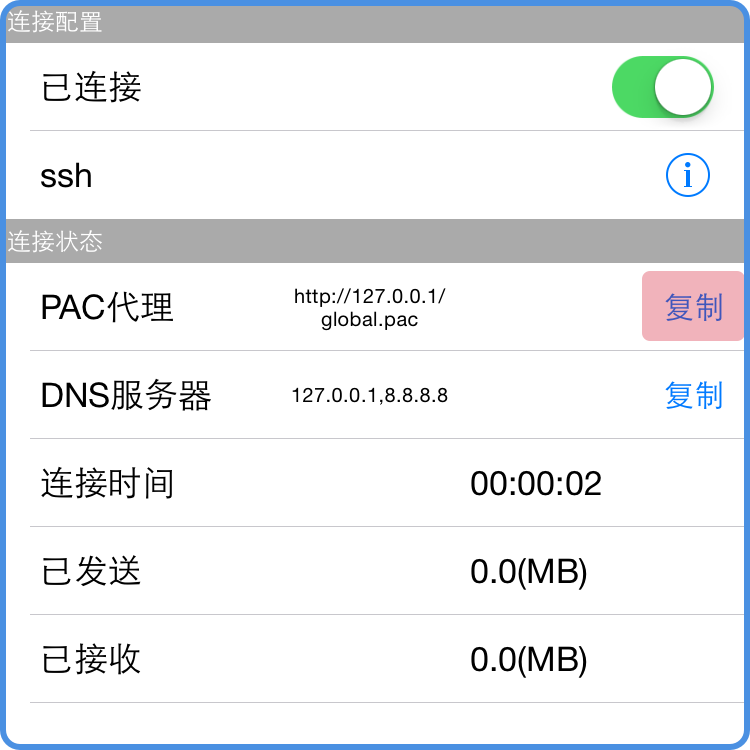 连接配置
已连接
ssh
连接状态
PAC代理
http://127.0.0.1/
global.pac
复制
DNS服务器
127.0.0.1,8.8.8.8
复制
连接时间
00:00:02
已发送
0.0(MB)
已接收
0.0(MB)